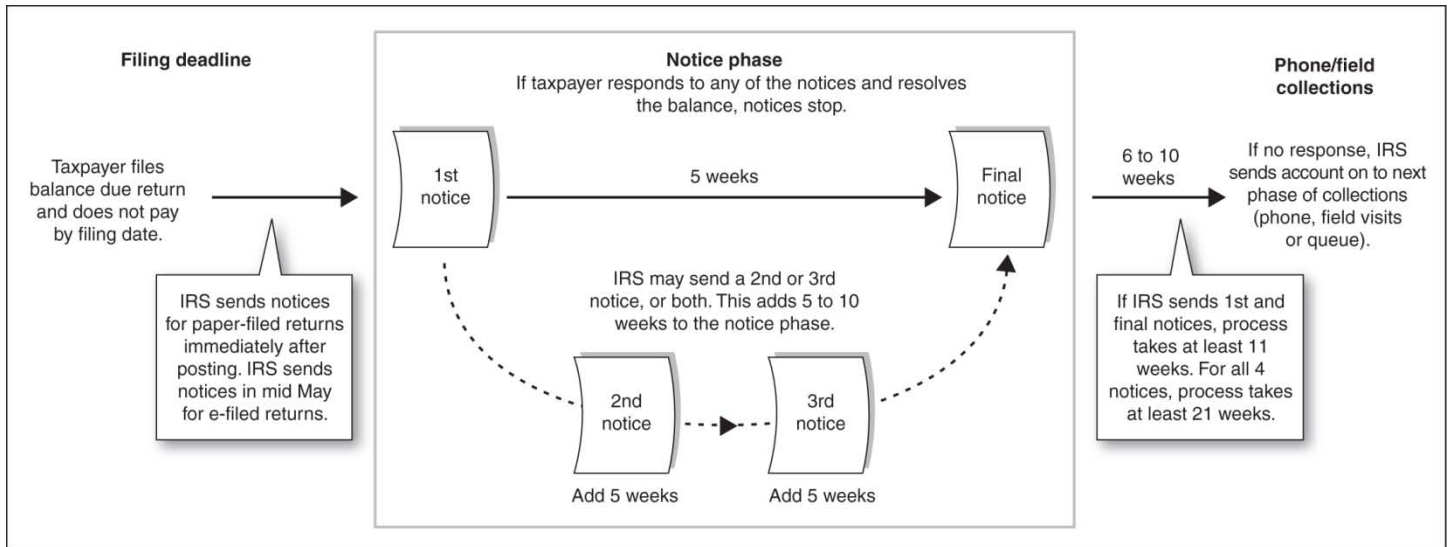 Filing deadline
Taxpayer files
balance due return
and does not pay
by filing date.
IRS sends notices
for paper-filed returns
immediately after
posting. IRS sends
notices in mid May
for e-filed returns.
Notice phase
If taxpayer responds to any of the notices and resolves
the balance, notices stop.
1st
notice
5 weeks
Final
notice
IRS may send a 2nd or 3rd
notice, or both. This adds 5 to 10
weeks to the notice phase.
2nd
notice
3rd
notice
Add 5 weeks
Add 5 weeks
Phone/field
collections
6 to 10
weeks
If no response, IRS
sends account on to next
phase of collections
(phone, field visits
or queue).
If IRS sends 1st and
final notices, process
takes at least 11
weeks. For all 4
notices, process takes
at least 21 weeks.